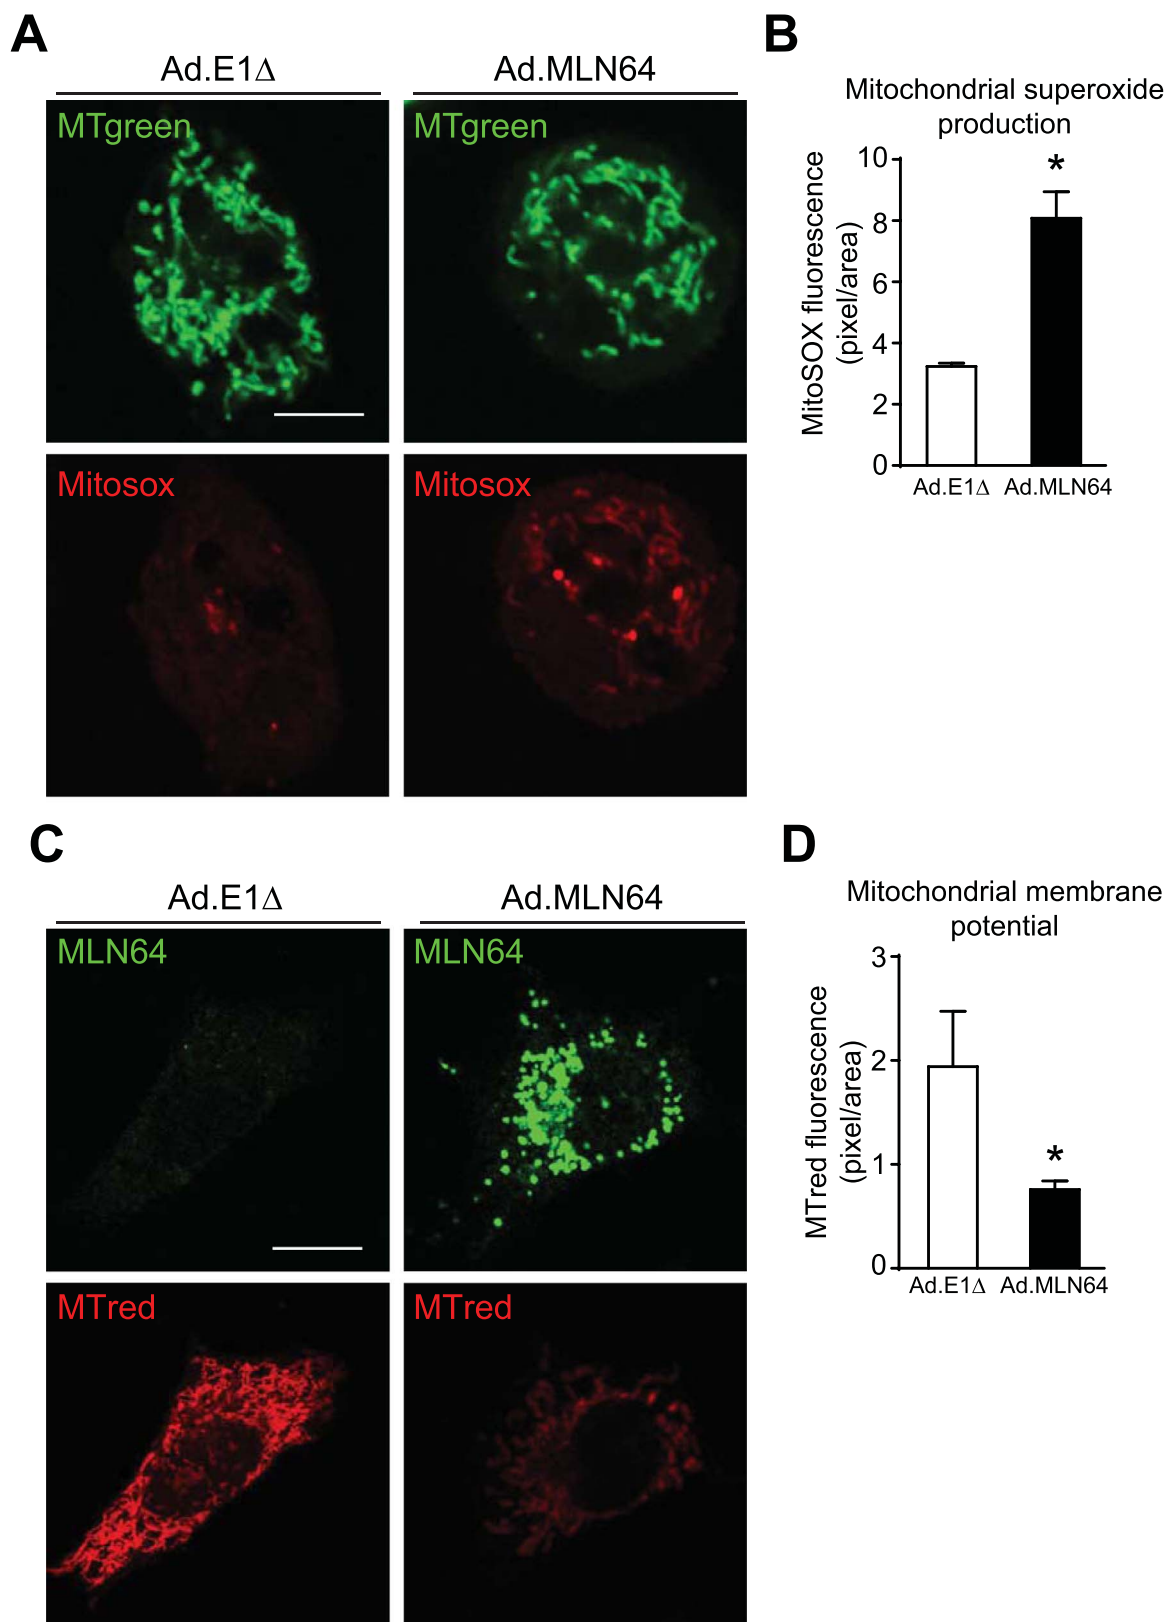 A
Ad.E1Δ
Ad.MLN64
MTgreen
MTgreen
Mitosox
Mitosox
B
Mitochondrial superoxide
production
MitoSOX fluorescence
(pixel/area)
10
8
6
4
2
0
*
Ad.E1Δ
Ad.MLN64
C
Ad.E1Δ
Ad.MLN64
MLN64
MLN64
MTred
MTred
D
Mitochondrial membrane
potential
MTred fluorescence
(pixel/area)
3
2
1
0
*
Ad.E1Δ
Ad.MLN64